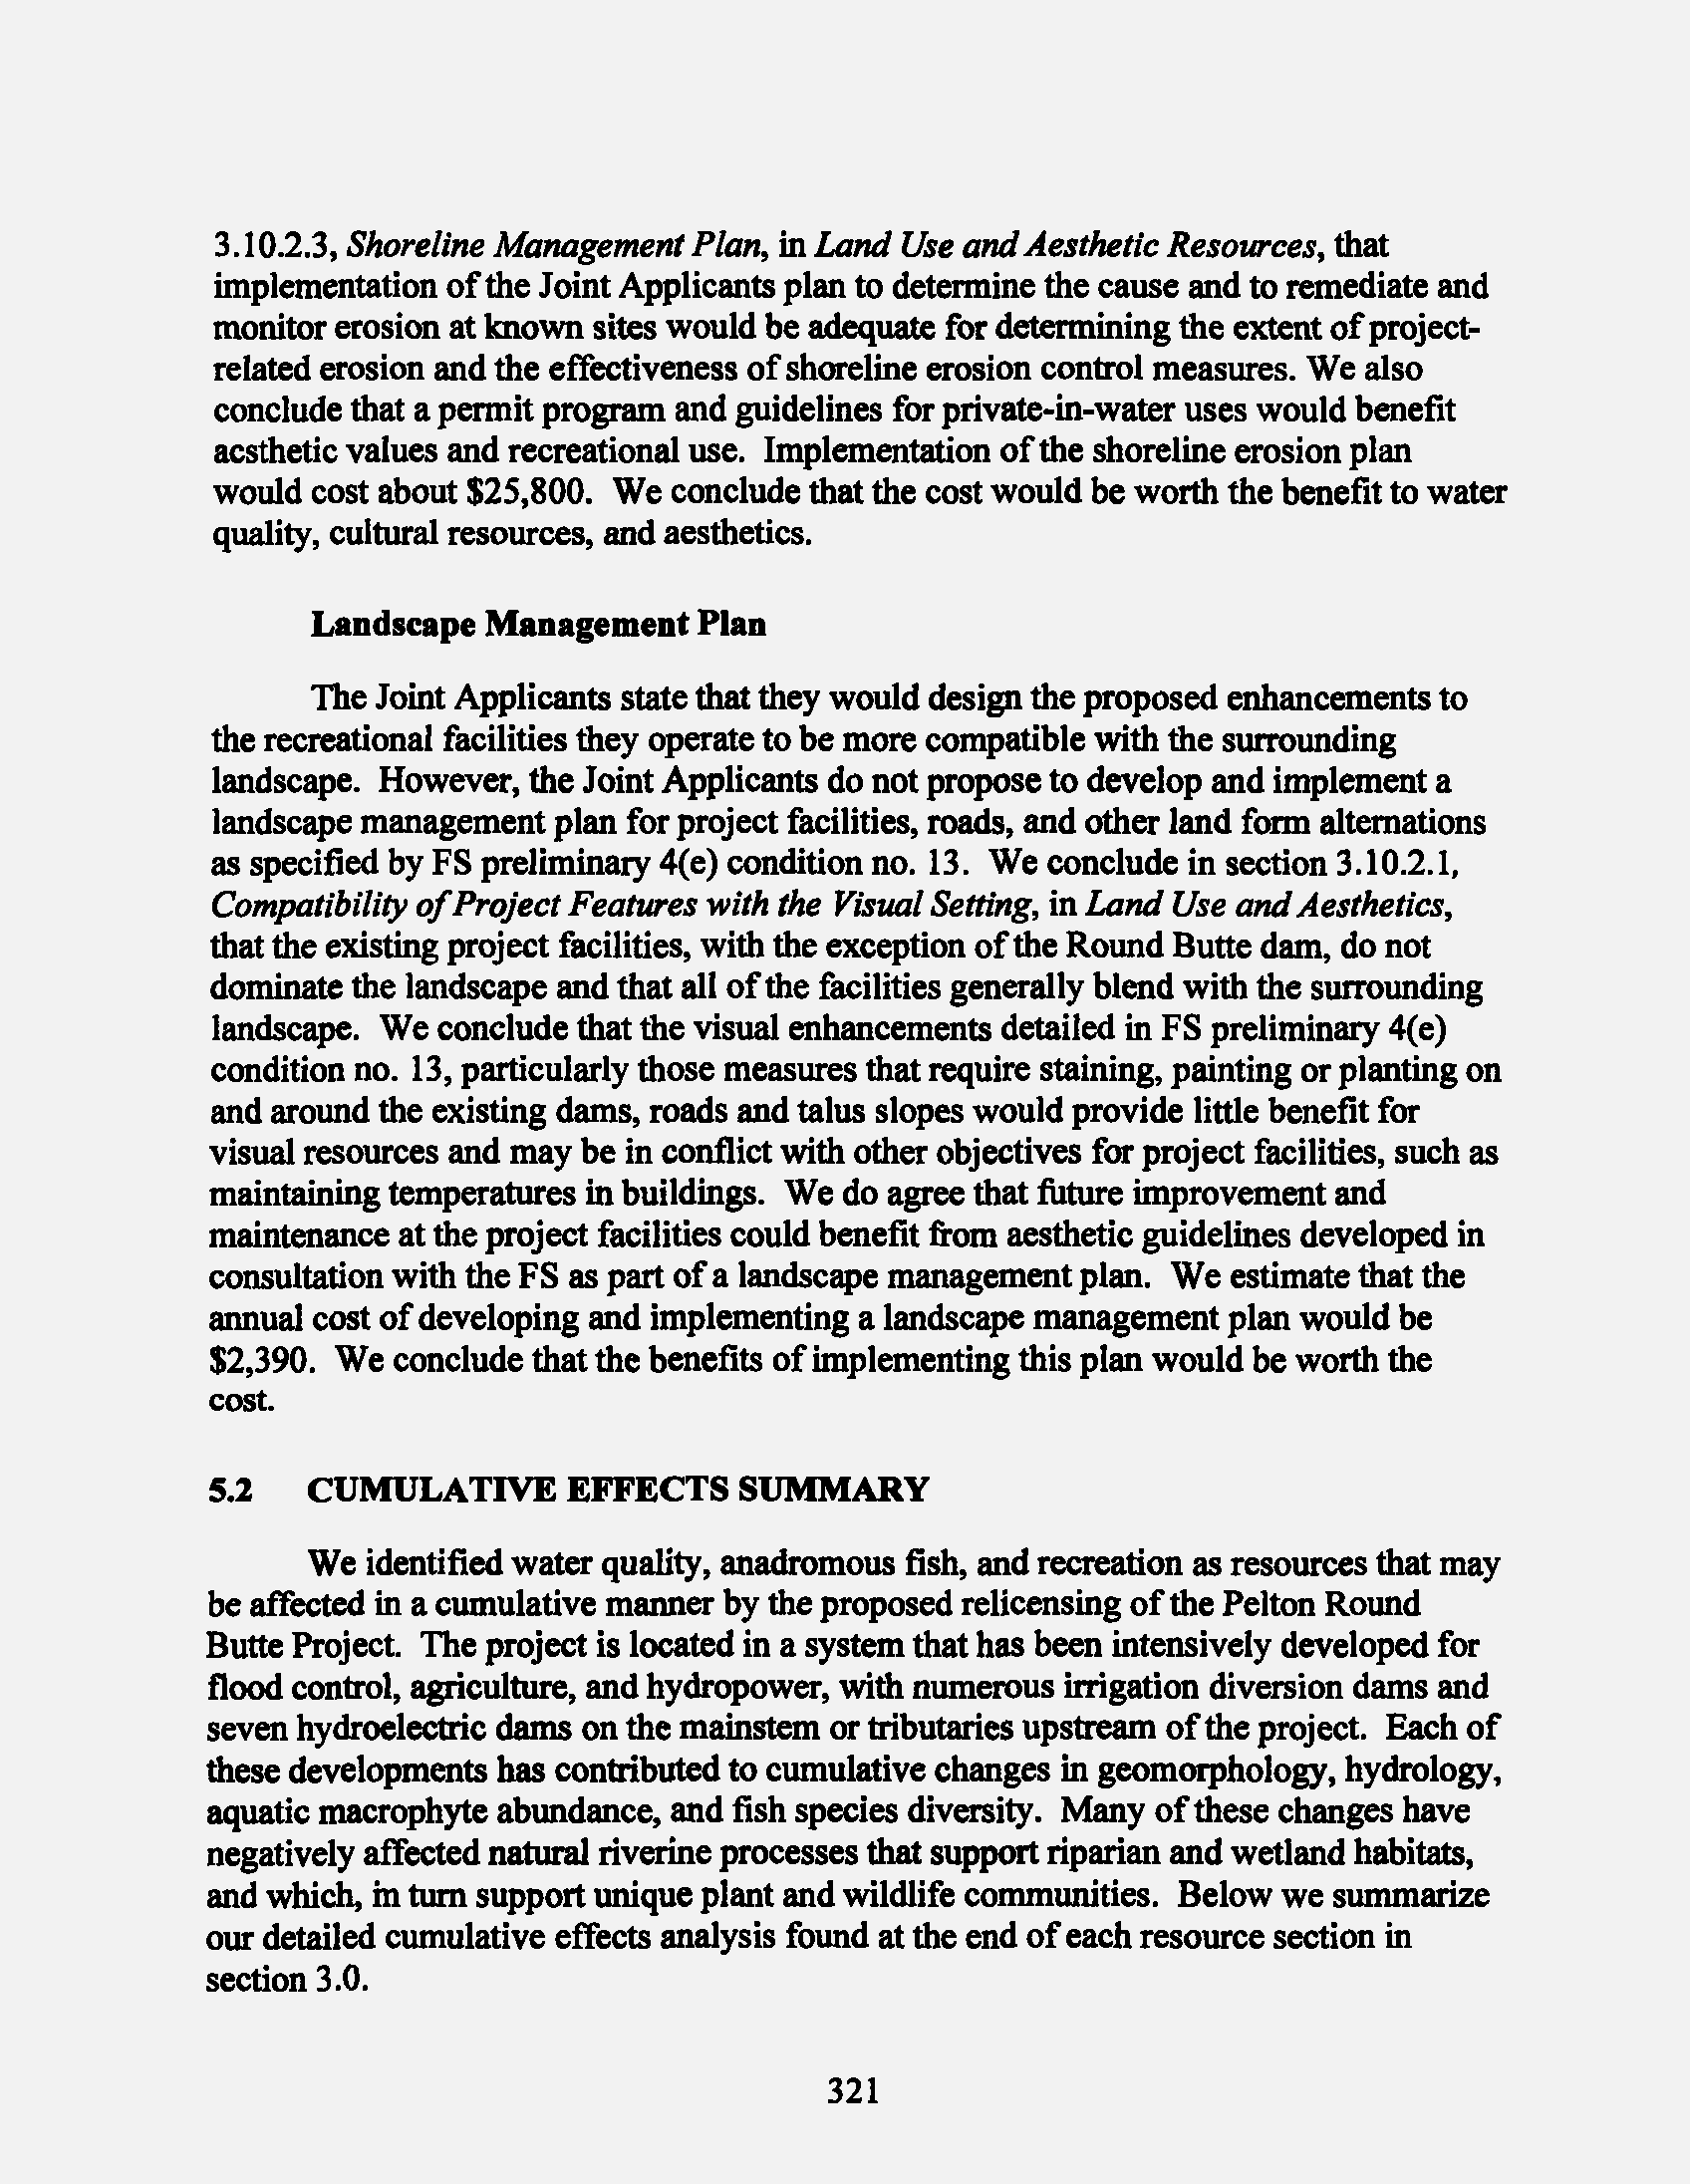 3.10.2.3, Shoreline Management Plan, in Land Use and Aesthetic Resources, that
implementation of the Joint Applicants plan to determine the cause and to remediate and
monitor erosion at known sites would be adequate for determining the extent of project-
related erosion and the effectiveness of shoreline erosion control measures. We also
conclude that a permit program and guidelines for private-in-water uses would benefit
aesthetic values and recreational use. Implementation of the shoreline erosion plan
would cost about $25,800. We conclude that the cost would be worth the benefit to water
quality, cultural resources, and aesthetics.
Landscape Management Plan
The Joint Applicants state that they would design the proposed enhancements to
the recreational facilities they operate to be more compatible with the surrounding
landscape. However, the Joint Applicants do not propose to develop and implement a
landscape management plan for project facilities, roads, and other land form alternations
as specified by FS preliminary 4(e) condition no. 13. We conclude in section 3.10.2.1,
Compatibility of Project Features with the Visual Setting, in Land Use and Aesthetics,
that the existing project facilities, with the exception of the Round Butte dam, do not
dominate the landscape and that all of the facilities generally blend with the surrounding
landscape. We conclude that the visual enhancements detailed in FS preliminary 4(e)
condition no. 13, particularly those measures that require staining, painting or planting on
and around the existing dams, roads and talus slopes would provide little benefit for
visual resources and may be in conflict with other objectives for project facilities, such as
maintaining temperatures in buildings. We do agree that future improvement and
maintenance at the project facilities could benefit from aesthetic guidelines developed in
consultation with the FS as part of a landscape management plan. We estimate that the
annual cost of developing and implementing a landscape management plan would be
$2,390. We conclude that the benefits of implementing this plan would be worth the
cost.
5.2 CUMULATIVE EFFECTS SUMMARY
We identified water quality, anadromous fish, and recreation as resources that may
be affected in a cumulative manner by the proposed relicensing of the Pelton Round
Butte Project. The project is located in a system that has been intensively developed for
flood control, agriculture, and hydropower, with numerous irrigation diversion dams and
seven hydroelectric dams on the mainstem or tributaries upstream of the project. Each of
these developments has contributed to cumulative changes in geomorphology, hydrology,
aquatic macrophyte abundance, and fish species diversity. Many of these changes have
negatively affected natural riverine processes that support riparian and wetland habitats,
and which, in turn support unique plant and wildlife communities. Below we summarize
our detailed cumulative effects analysis found at the end of each resource section in
section 3.0.
321